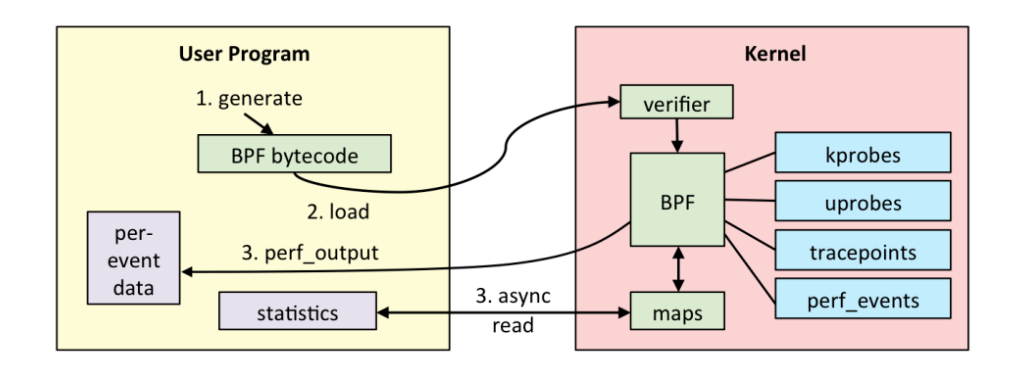 User Program
1. generate
BPF bytecode
2. load
per-
event
data
3. perf_output
statistics
3. async
read
Kernel
verifier
BPF
maps
kprobes
uprobes
tracepoints
perf_events